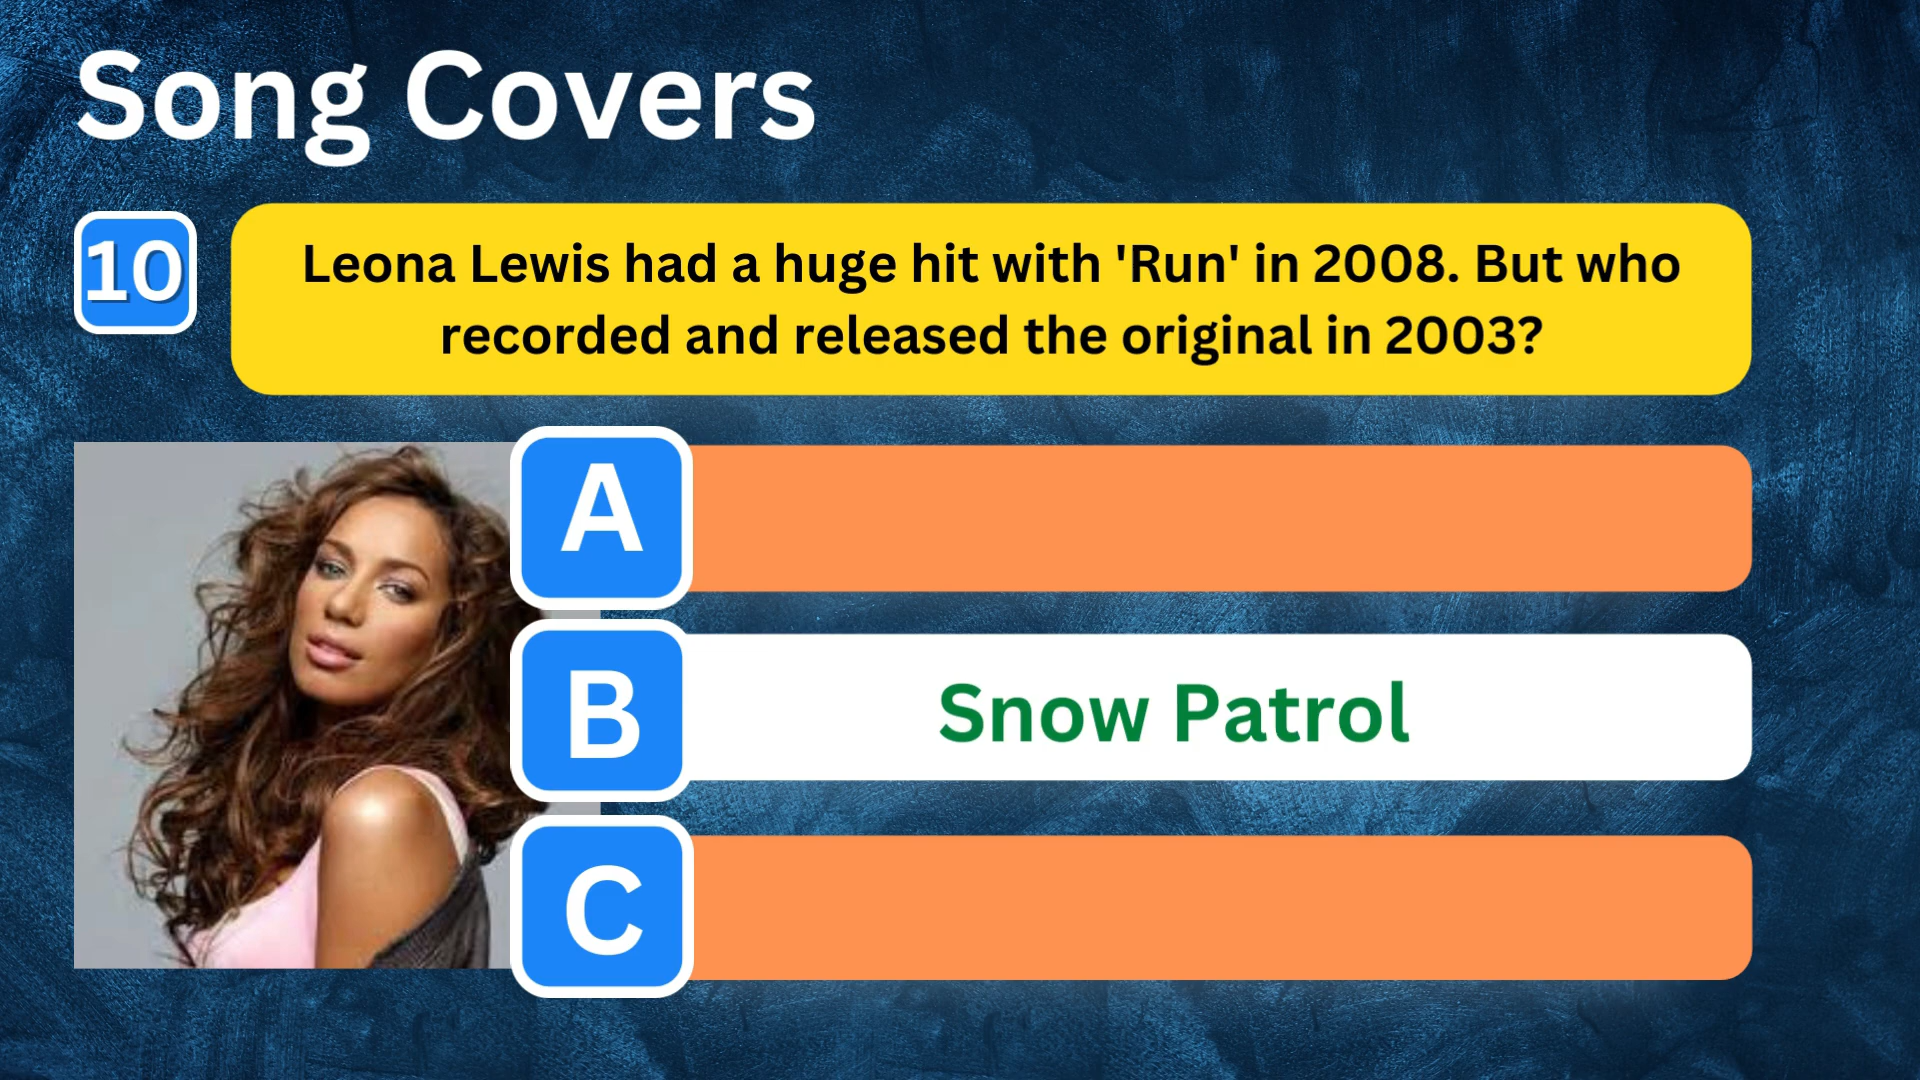 Song Covers
10
Leona Lewis had a huge hit with 'Run' in 2008. But who
recorded and released the original in 2003?
A
B
Snow Patrol
C